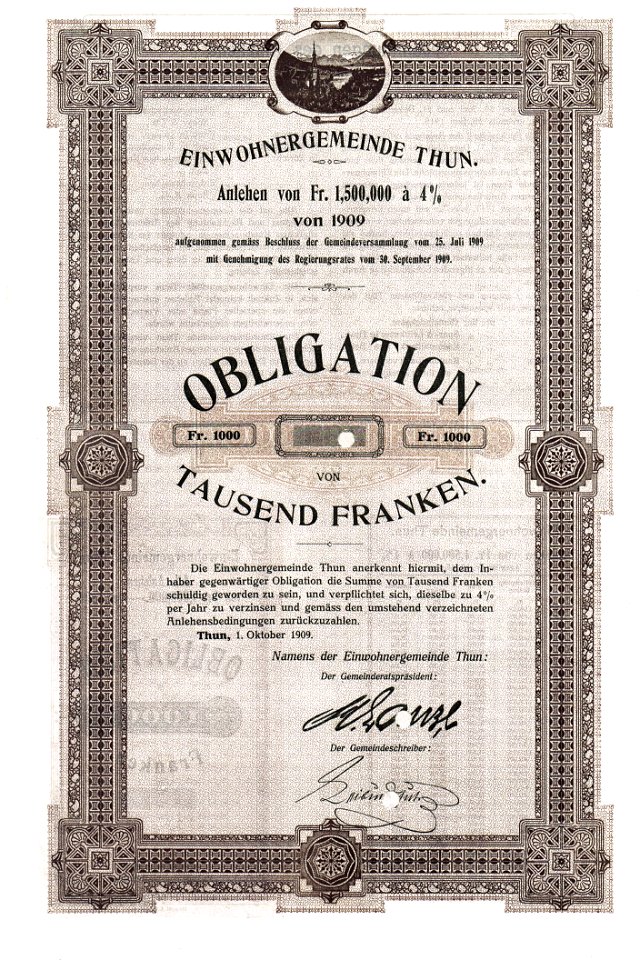 EINWOHNERGEMEINDE THUN.
Anlehen von Fr. 1,500,000 à 4%
von 1909
aufgenommen gemäss Beschluss der Gemeindeversammlung vom 25. Juli 1909
mit Genehmigung des Regierungsrates vom 30. September 1909.
OBLIGATION
Fr. 1000 Fr. 1000
VON
TAUSEND FRANKEN.
Die Einwohnergemeinde Thun anerkennt hiermit, dem In-
haber gegenwärtiger Obligation die Summe von Tausend Franken
schuldig geworden zu sein, und verpflichtet sich, dieselbe zu 4%
per Jahr zu verzinsen und gemäss den umstehend verzeichneten
Anlehensbedingungen zurückzuzahlen.
Thun, 1. Oktober 1909.
Namens der Einwohnergemeinde Thun:
Der Gemeinderatspräsident:
Der Gemeindeschreiber: